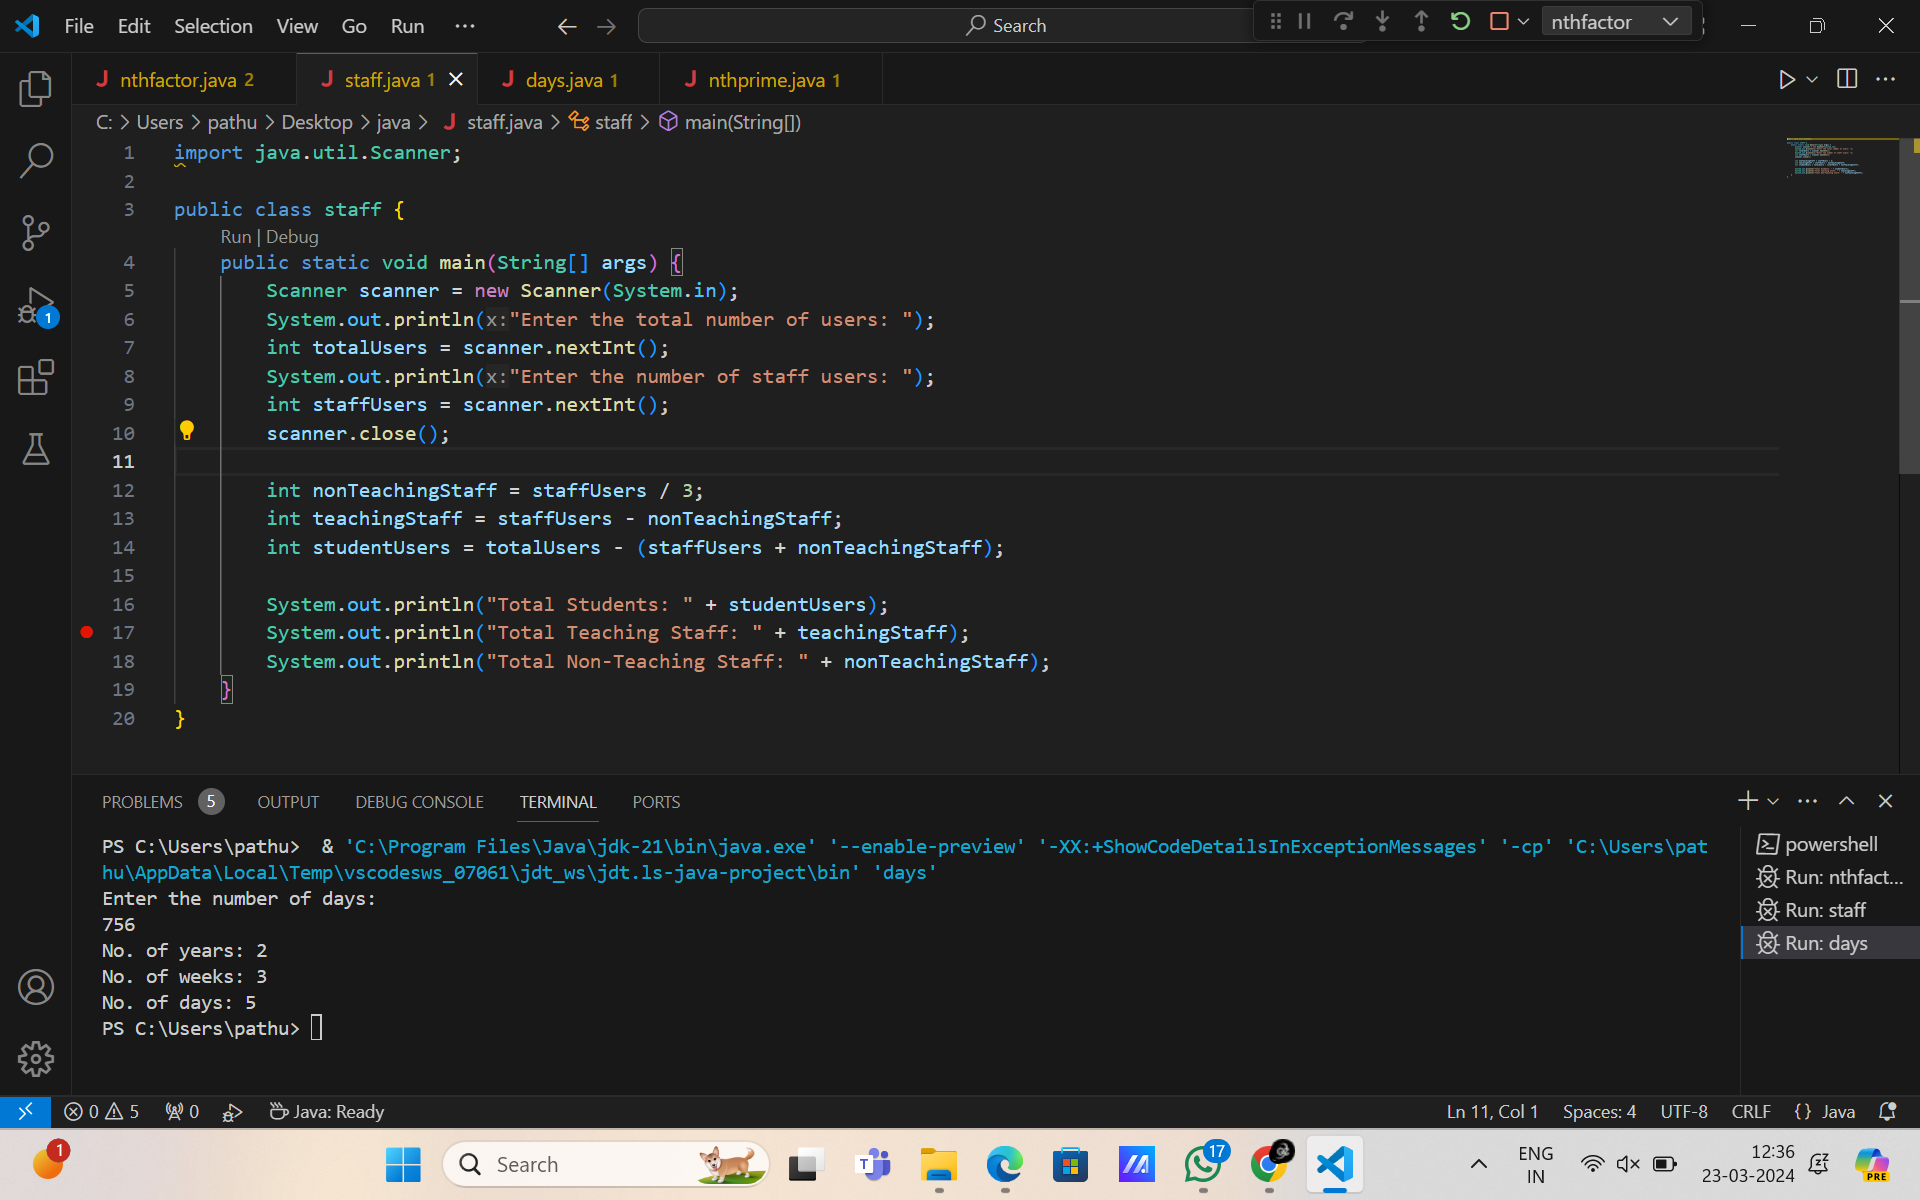 File Edit Selection View Go Run ··· Search nthfactor
nthfactor.java 2 staff.java 1 days.java 1 nthprime.java 1
C: > Users > pathu > Desktop > java > staff.java > staff > main(String[])
1 import java.util.Scanner;
2
3 public class staff {
Run | Debug
4 public static void main(String[] args) {
5 Scanner scanner = new Scanner(System.in);
6 System.out.println(x:"Enter the total number of users: ");
7 int totalUsers = scanner.nextInt();
8 System.out.println(x:"Enter the number of staff users: ");
9 int staffUsers = scanner.nextInt();
10 scanner.close();
11
12 int nonTeachingStaff = staffUsers / 3;
13 int teachingStaff = staffUsers - nonTeachingStaff;
14 int studentUsers = totalUsers - (staffUsers + nonTeachingStaff);
15
16 System.out.println("Total Students: " + studentUsers);
17 System.out.println("Total Teaching Staff: " + teachingStaff);
18 System.out.println("Total Non-Teaching Staff: " + nonTeachingStaff);
19 }
20 }
1
PROBLEMS 5 OUTPUT DEBUG CONSOLE TERMINAL PORTS
PS C:\Users\pathu>  & 'C:\Program Files\Java\jdk-21\bin\java.exe' '--enable-preview' '-XX:+ShowCodeDetailsInExceptionMessages' '-cp' 'C:\Users\pat
hu\AppData\Local\Temp\vscodesws_07061\jdt_ws\jdt.ls-java-project\bin' 'days'
Enter the number of days:
756
No. of years: 2
No. of weeks: 3
No. of days: 5
PS C:\Users\pathu>
powershell
Run: nthfact...
Run: staff
Run: days
0 5 0 Java: Ready Ln 11, Col 1 Spaces: 4 UTF-8 CRLF {} Java
1 Search T 17 ENG 12:36
IN 23-03-2024 PRE